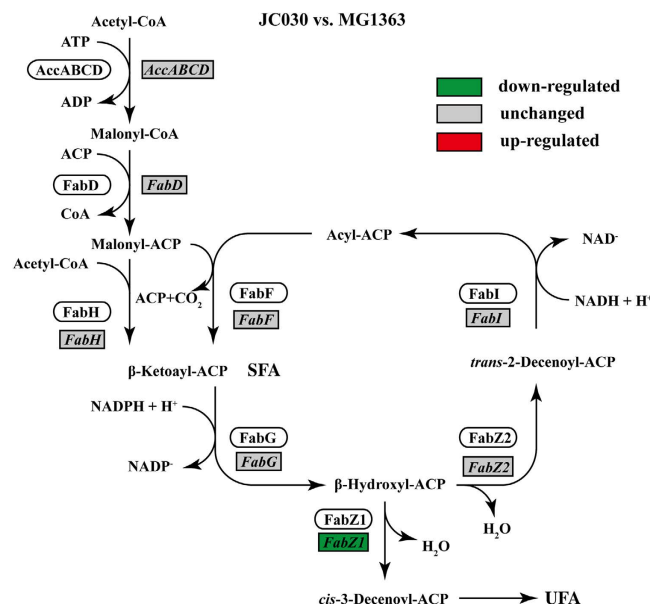 Acetyl-CoA
JC030 vs. MG1363
ATP
AccABCD
AccABCD
ADP
down-regulated
unchanged
up-regulated
Malonyl-CoA
ACP
FabD
FabD
CoA
Malonyl-ACP
Acyl-ACP
NAD⁻
Acetyl-CoA
ACP+CO₂
FabF
FabF
FabI
FabI
NADH + H⁺
FabH
FabH
β-Ketoayl-ACP
SFA
trans-2-Decenoyl-ACP
NADPH + H⁺
FabG
FabG
NADP⁻
FabZ2
FabZ2
β-Hydroxyl-ACP
H₂O
FabZ1
FabZ1
H₂O
cis-3-Decenoyl-ACP
UFA